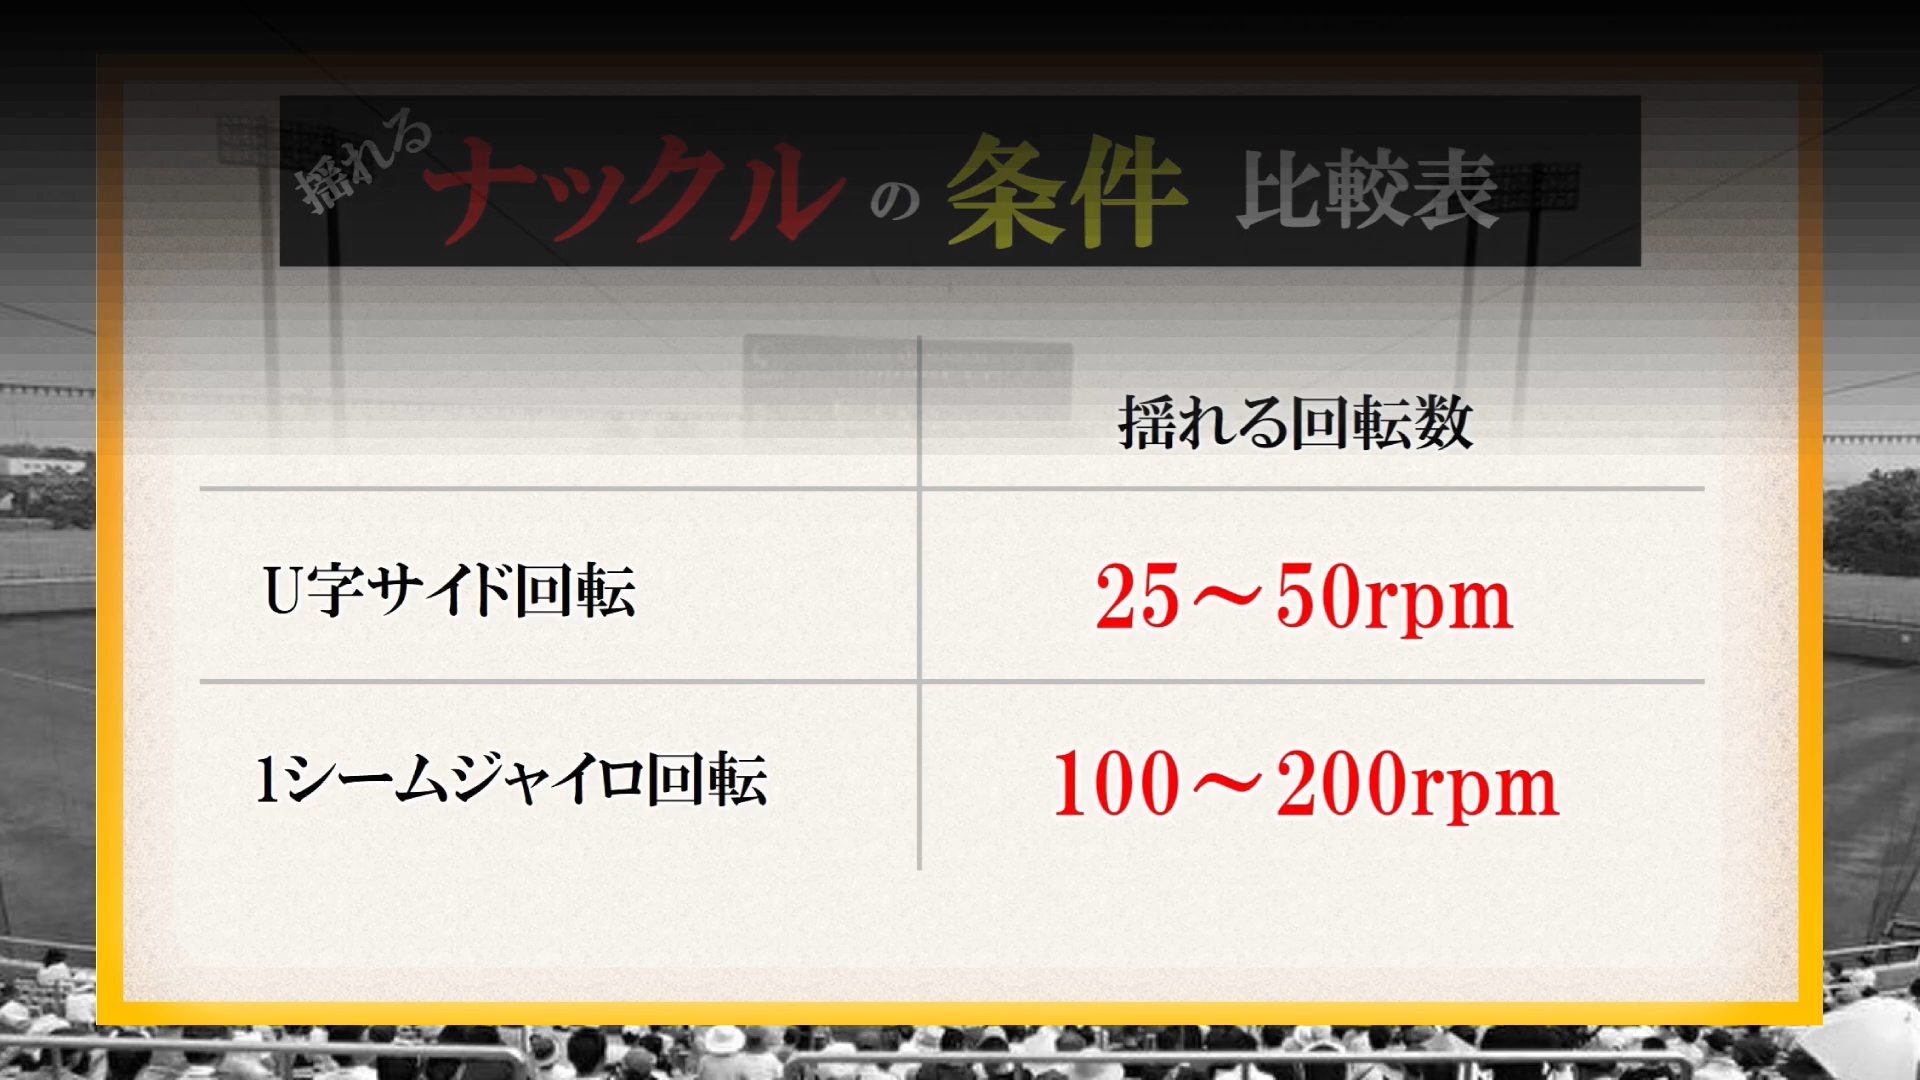 揺れるナックルの条件 比較表
揺れる回転数
U字サイド回転 25～50rpm
1シームジャイロ回転 100～200rpm